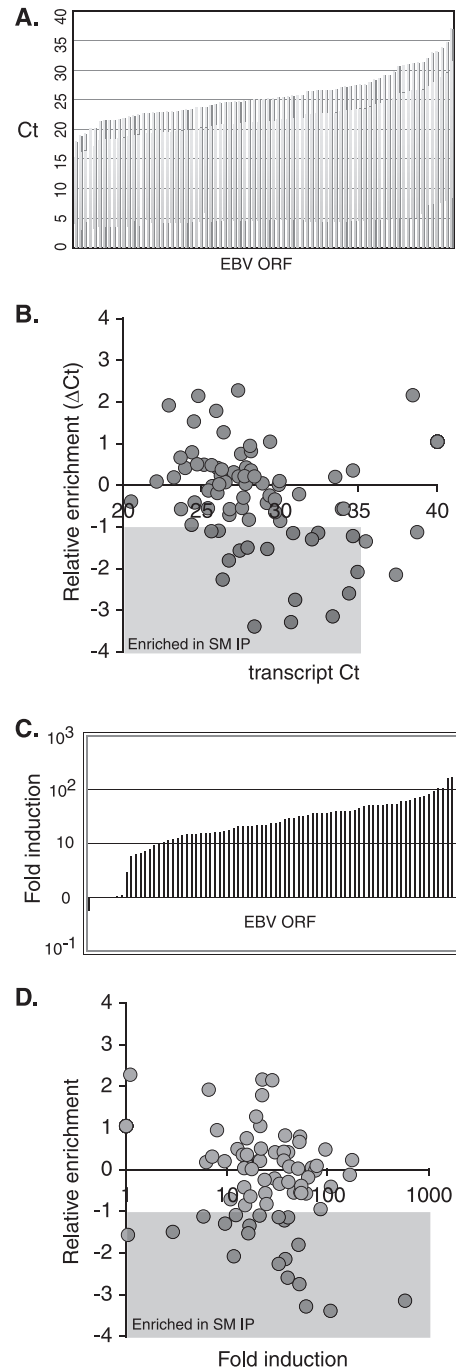 A.
40
35
30
25
20
15
10
5
0
Ct
EBV ORF
B.
4
3
2
1
0
-1
-2
-3
-4
20 25 30 35 40
Relative enrichment (ΔCt)
Enriched in SM IP
transcript Ct
C.
10³
10²
10
0
10⁻¹
Fold induction
EBV ORF
D.
4
3
2
1
0
-1
-2
-3
-4
1 10 100 1000
Relative enrichment
Enriched in SM IP
Fold induction